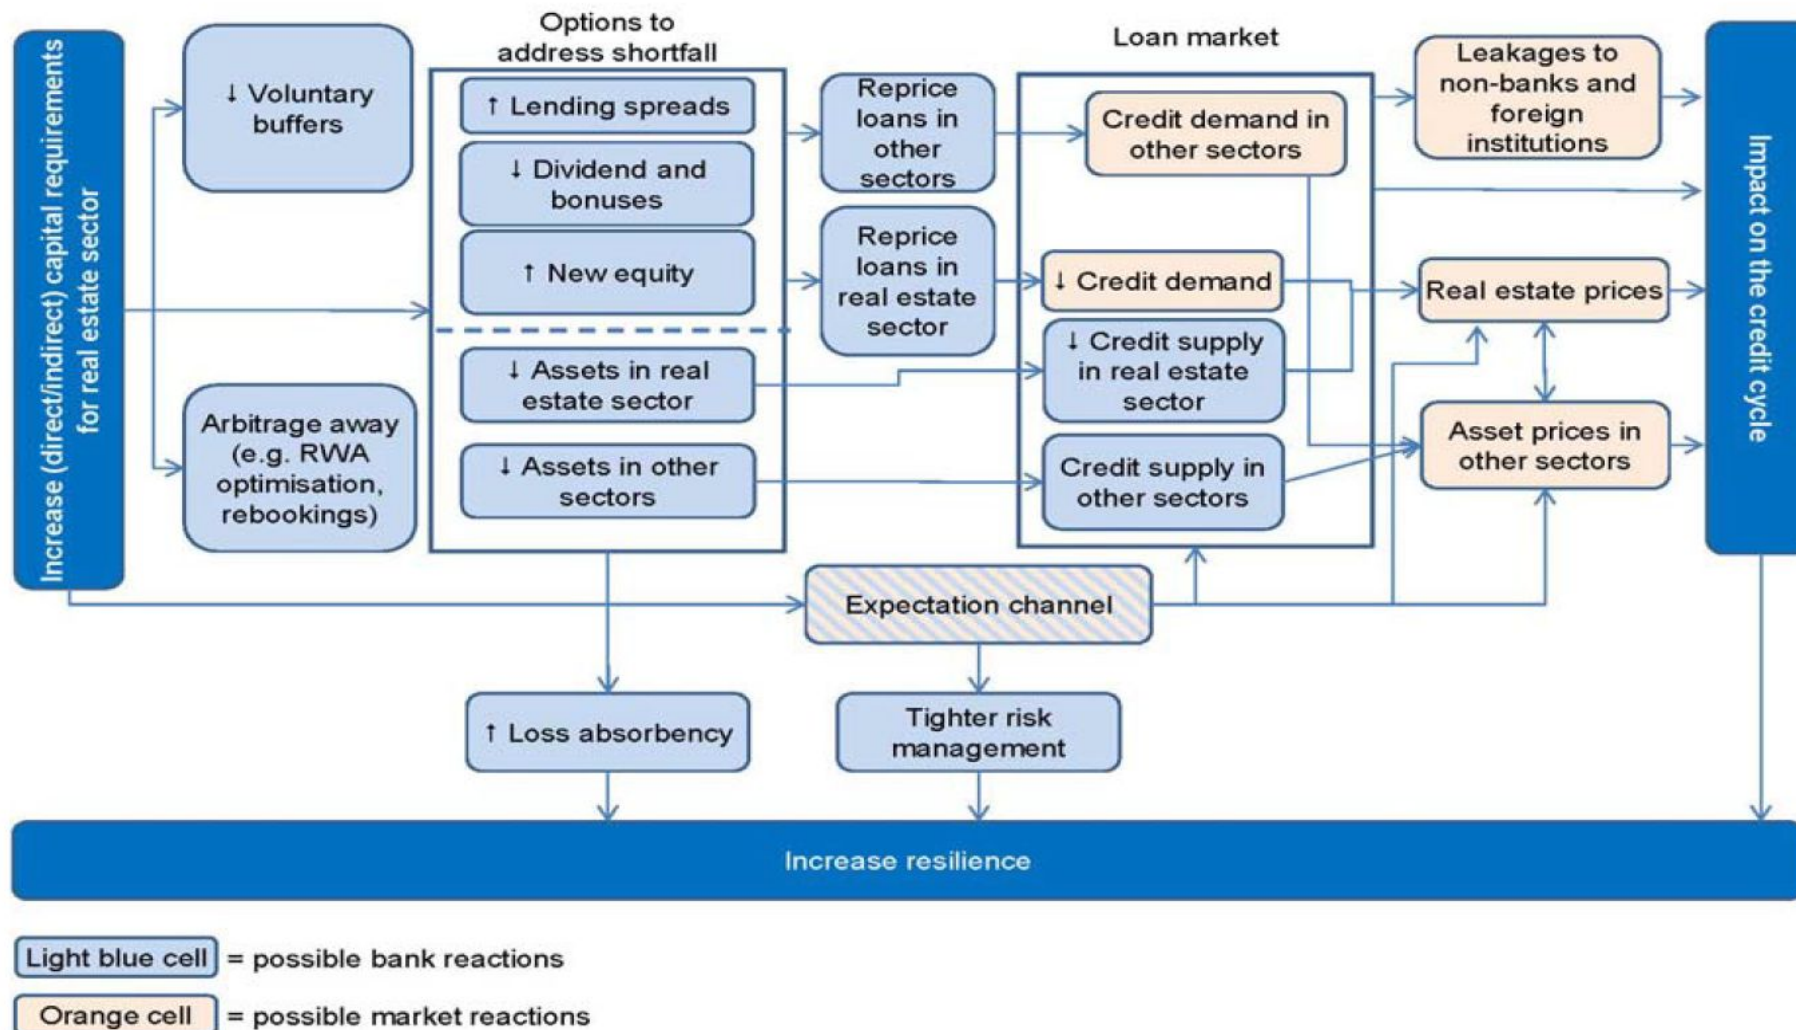 Increase (direct/indirect) capital requirements
for real estate sector
↓ Voluntary
buffers
Arbitrage away
(e.g. RWA
optimisation,
rebookings)
Options to
address shortfall
↑ Lending spreads
↓ Dividend and
bonuses
↑ New equity
↓ Assets in real
estate sector
↓ Assets in other
sectors
Reprice
loans in
other
sectors
Reprice
loans in
real estate
sector
Loan market
Credit demand in
other sectors
↓ Credit demand
↓ Credit supply
in real estate
sector
Credit supply in
other sectors
Leakages to
non-banks and
foreign
institutions
Real estate prices
Asset prices in
other sectors
Impact on the credit cycle
Expectation channel
↑ Loss absorbency
Tighter risk
management
Increase resilience
Light blue cell = possible bank reactions
Orange cell = possible market reactions